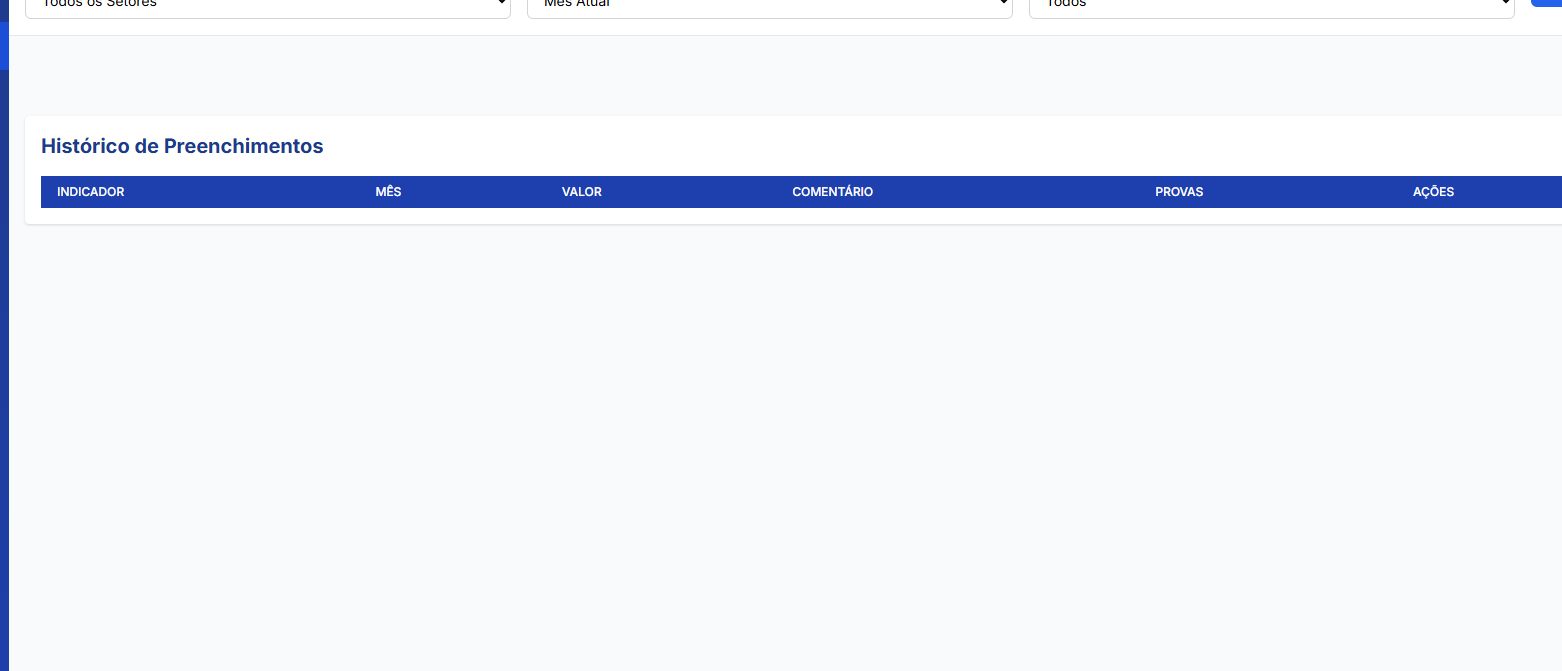 Todos os Setores
Mês Atual
Todos
Histórico de Preenchimentos
INDICADOR MÊS VALOR COMENTÁRIO PROVAS AÇÕES